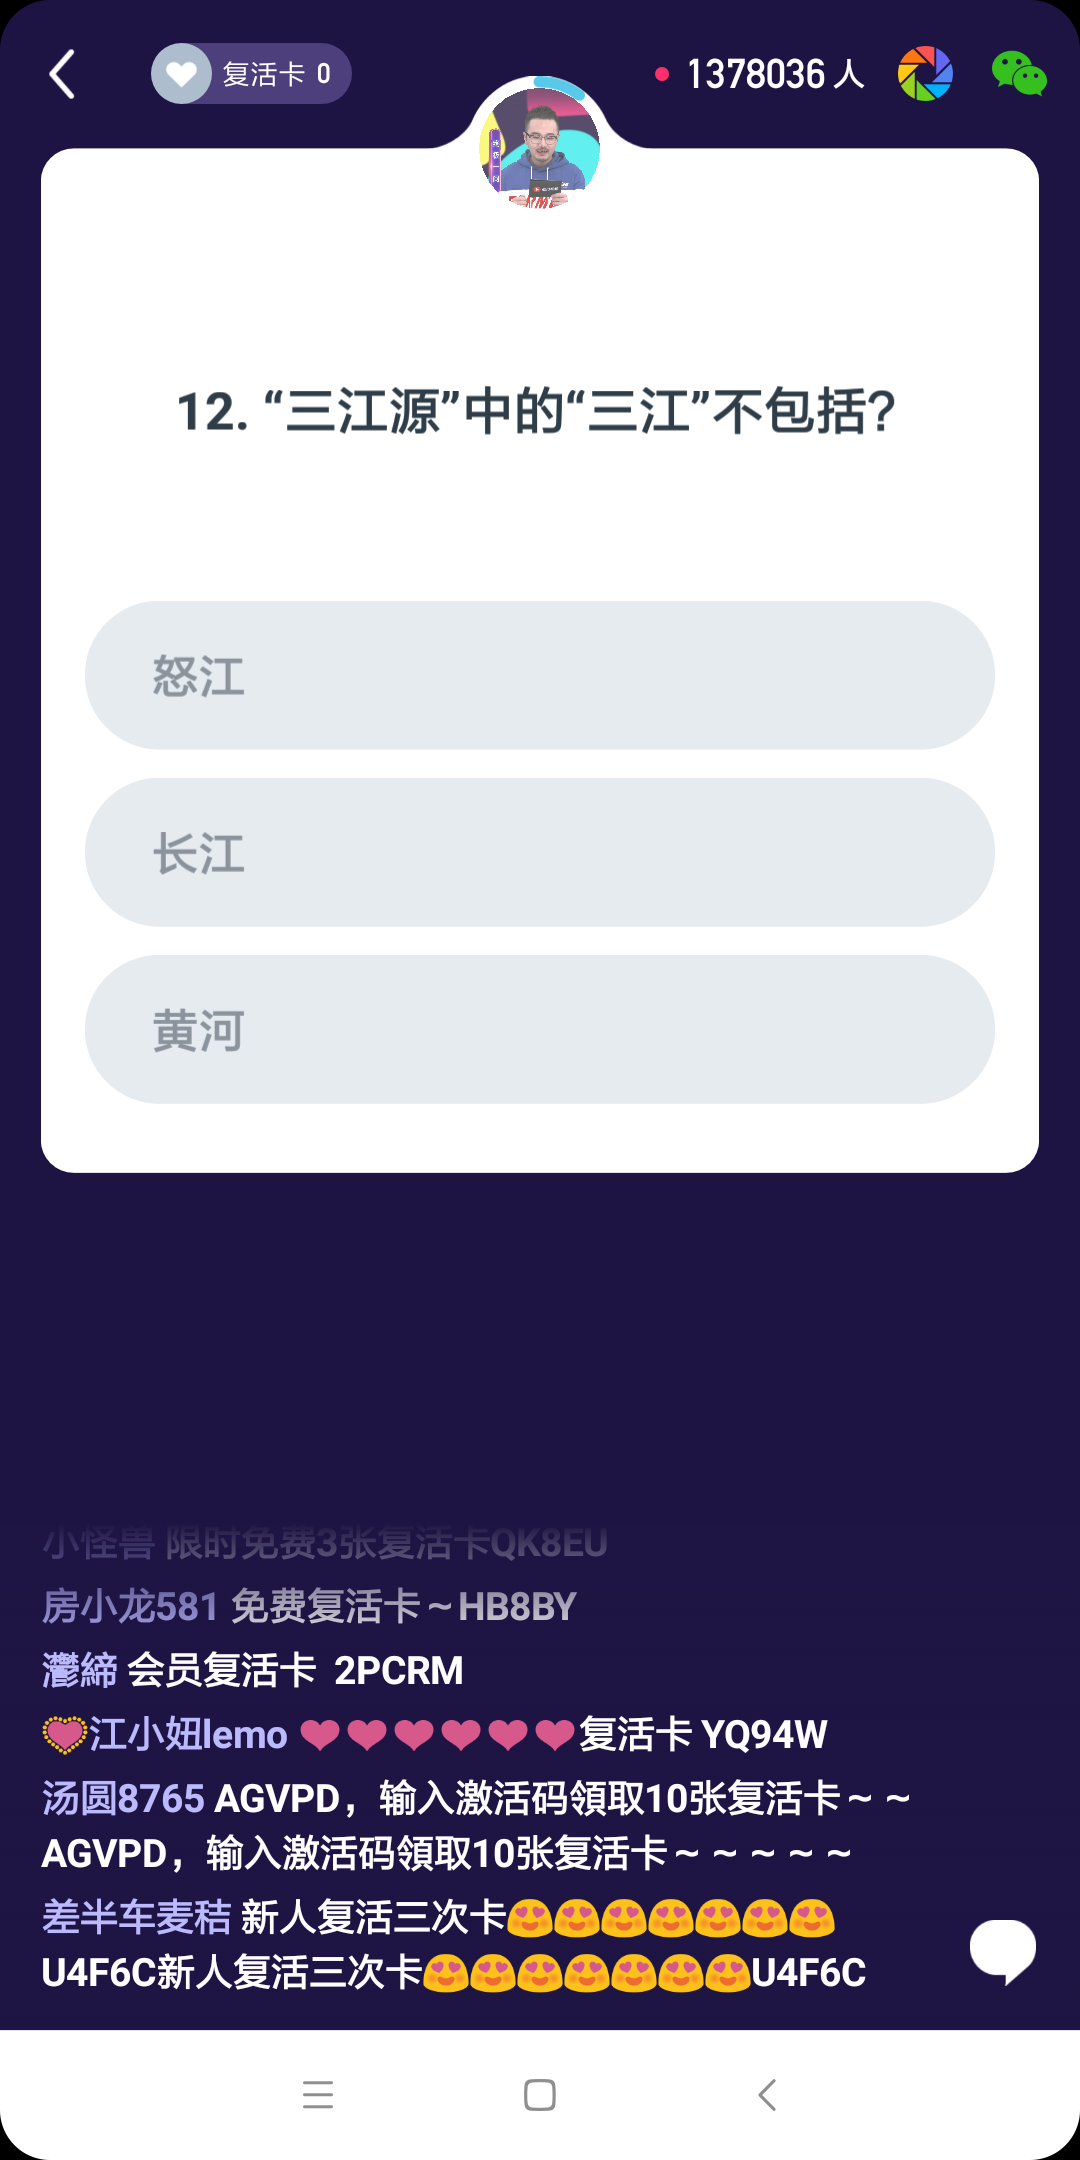 复活卡 0
1378036 人
12. “三江源”中的“三江”不包括?
怒江
长江
黄河
小怪兽 限时免费3张复活卡QK8EU
房小龙581 免费复活卡～HB8BY
会员复活卡 2PCRM
江小妞lemo ❤❤❤❤❤❤复活卡 YQ94W
汤圆8765 AGVPD，输入激活码領取10张复活卡～～
AGVPD，输入激活码領取10张复活卡～～～～～
差半车麦秸 新人复活三次卡😍😍😍😍😍😍😍
U4F6C新人复活三次卡😍😍😍😍😍😍😍U4F6C